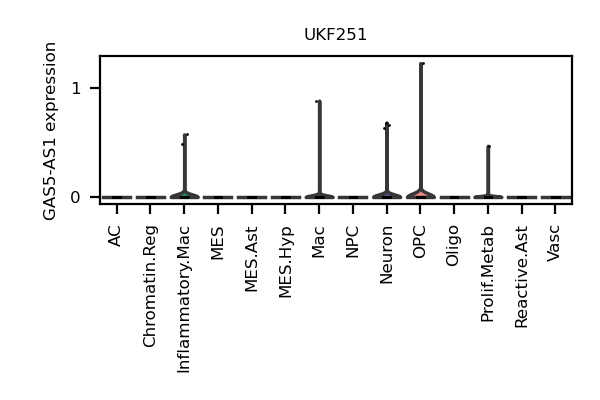 UKF251
GAS5-AS1 expression
1
0
AC
Chromatin.Reg
Inflammatory.Mac
MES
MES.Ast
MES.Hyp
Mac
NPC
Neuron
OPC
Oligo
Prolif.Metab
Reactive.Ast
Vasc